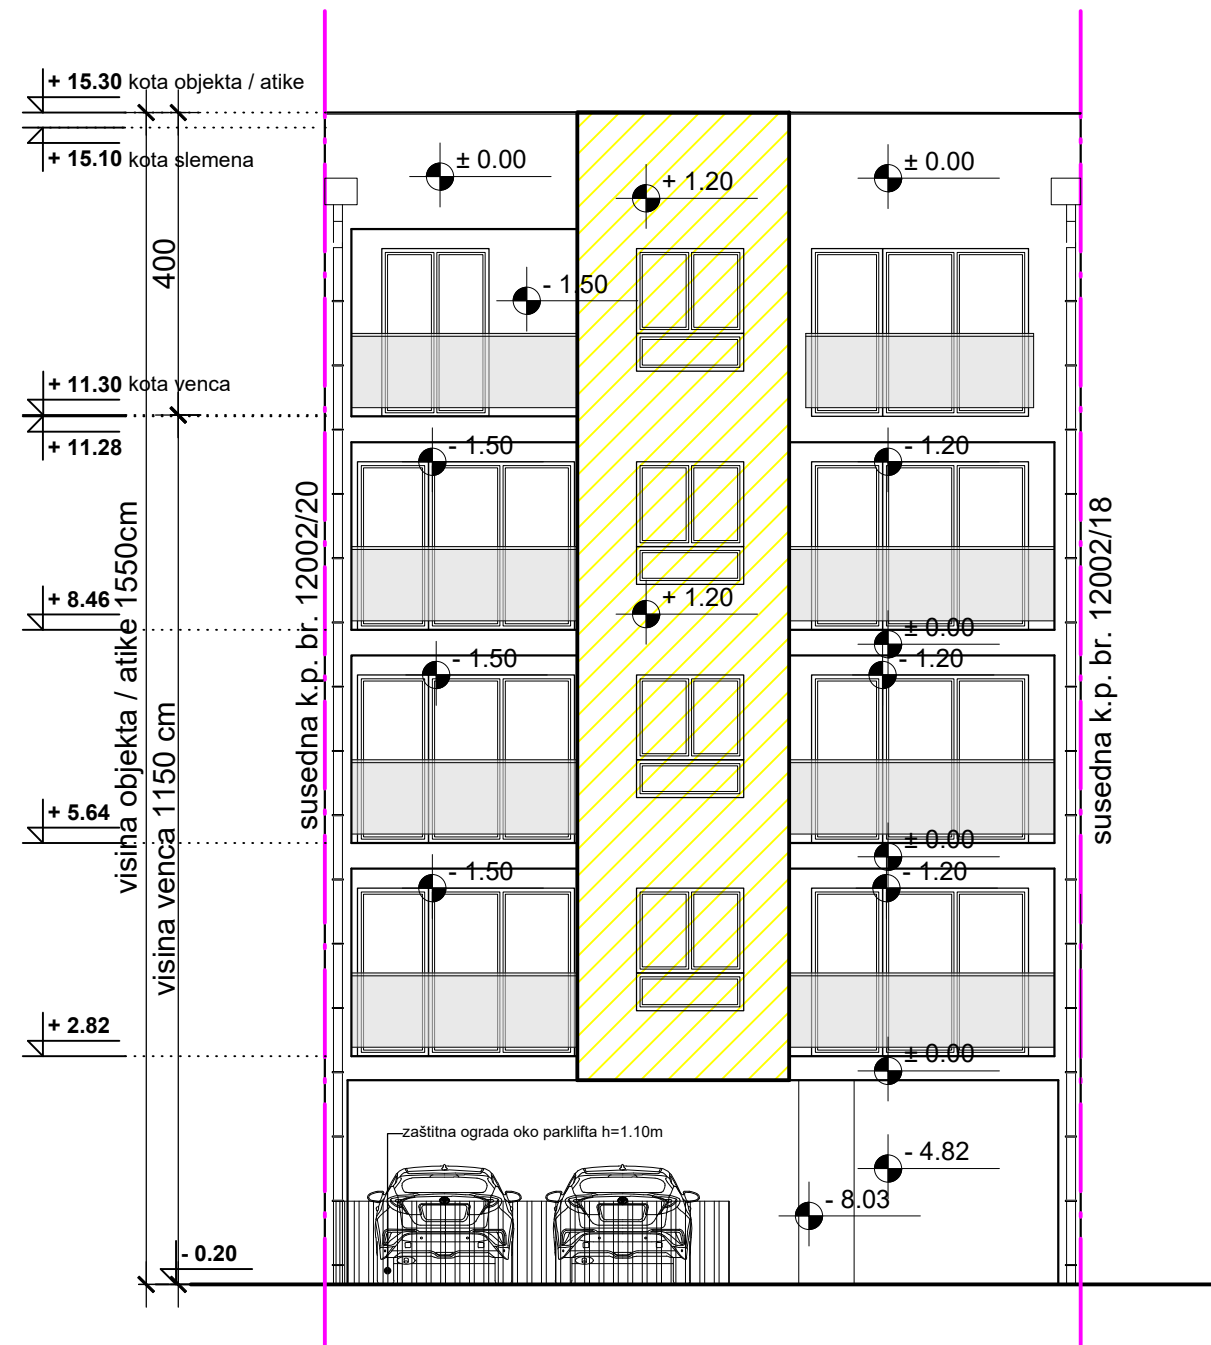 + 15.30 kota objekta / atike
+ 15.10 kota slemena
± 0.00
+ 1.20
± 0.00
400
- 1.50
+ 11.30 kota venca
+ 11.28
- 1.50
- 1.20
susedna k.p. br. 12002/20
susedna k.p. br. 12002/18
visina objekta / atike 1550cm
visina venca 1150 cm
+ 8.46
+ 1.20
± 0.00
- 1.50
- 1.20
+ 5.64
± 0.00
- 1.50
- 1.20
+ 2.82
± 0.00
zaštitna ograda oko parklifta h=1.10m
- 4.82
- 8.03
- 0.20